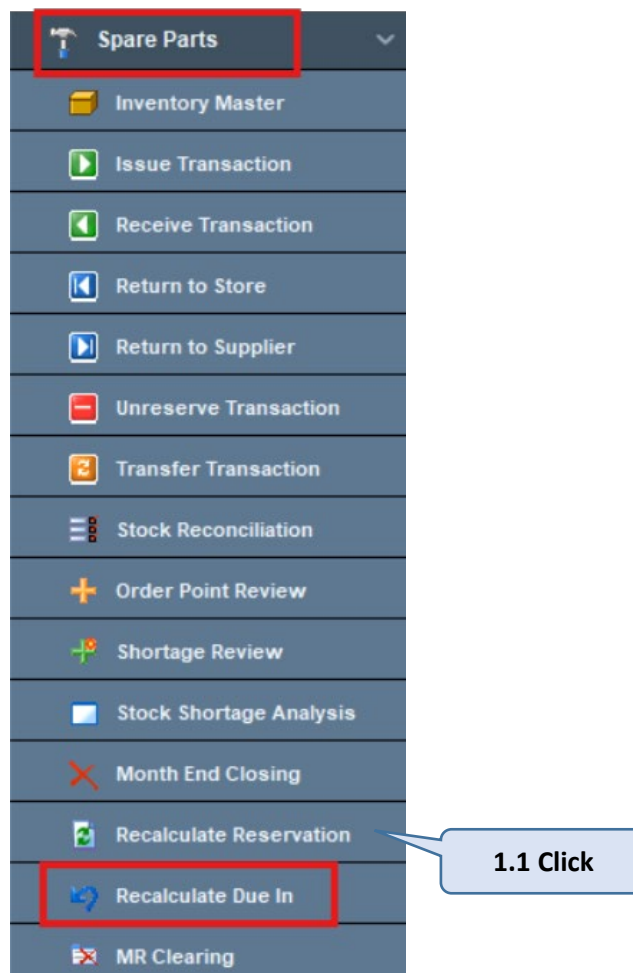 Spare Parts
Inventory Master
Issue Transaction
Receive Transaction
Return to Store
Return to Supplier
Unreserve Transaction
Transfer Transaction
Stock Reconciliation
Order Point Review
Shortage Review
Stock Shortage Analysis
Month End Closing
Recalculate Reservation
1.1 Click
Recalculate Due In
MR Clearing